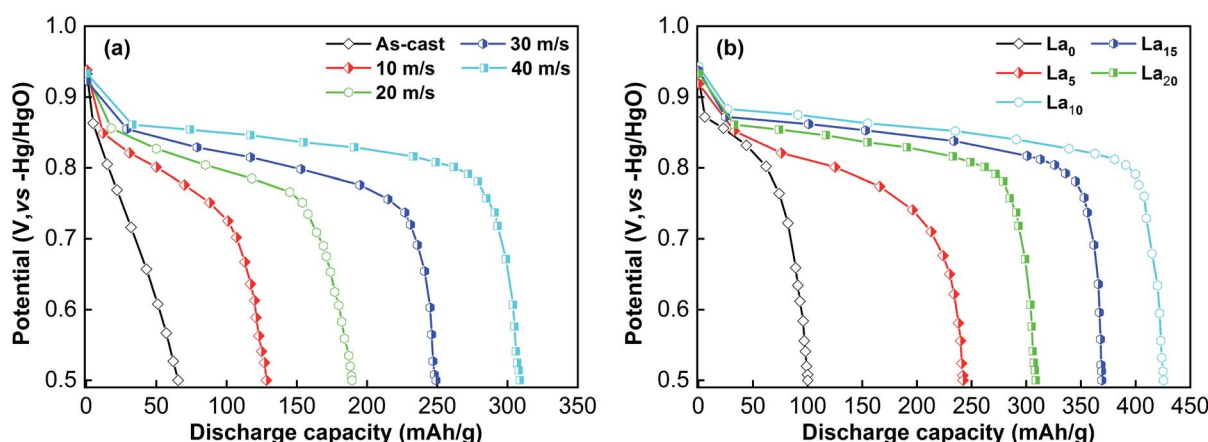 (a)
As-cast
10 m/s
20 m/s
30 m/s
40 m/s
Potential (V,vs -Hg/HgO)
1.0
0.9
0.8
0.7
0.6
0.5
0 50 100 150 200 250 300 350
Discharge capacity (mAh/g)
(b)
La0
La5
La10
La15
La20
Potential (V,vs -Hg/HgO)
1.0
0.9
0.8
0.7
0.6
0.5
0 50 100 150 200 250 300 350 400 450
Discharge capacity (mAh/g)